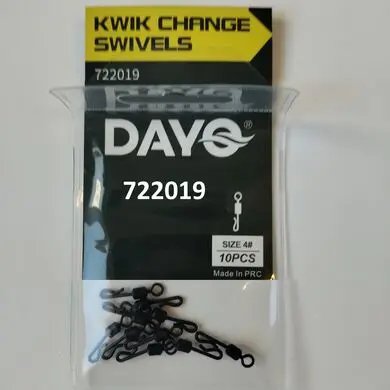 KWIK CHANGE
SWIVELS
722019
DAYO®
722019
SIZE 4#
10PCS
Made In PRC